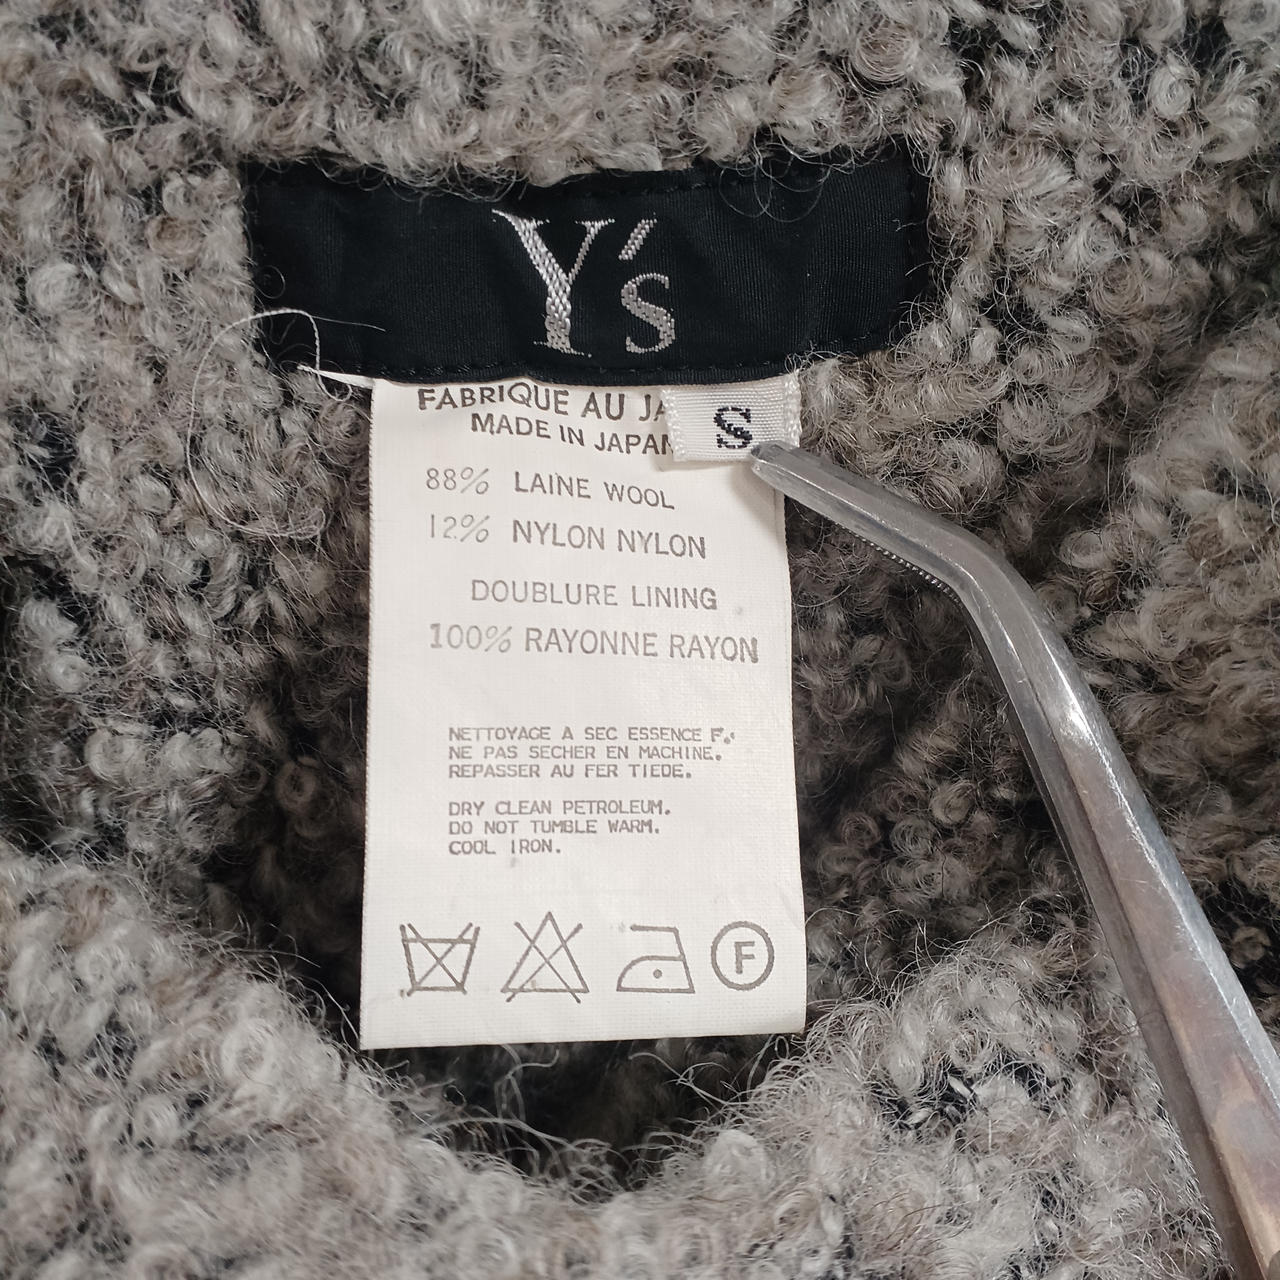 Y's
FABRIQUE AU JA
S
MADE IN JAPAN
88% LAINE WOOL
12% NYLON NYLON
DOUBLURE LINING
100% RAYONNE RAYON
NETTOYAGE A SEC ESSENCE F.
NE PAS SECHER EN MACHINE.
REPASSER AU FER TIEDE.
DRY CLEAN PETROLEUM.
DO NOT TUMBLE WARM.
COOL IRON.
F